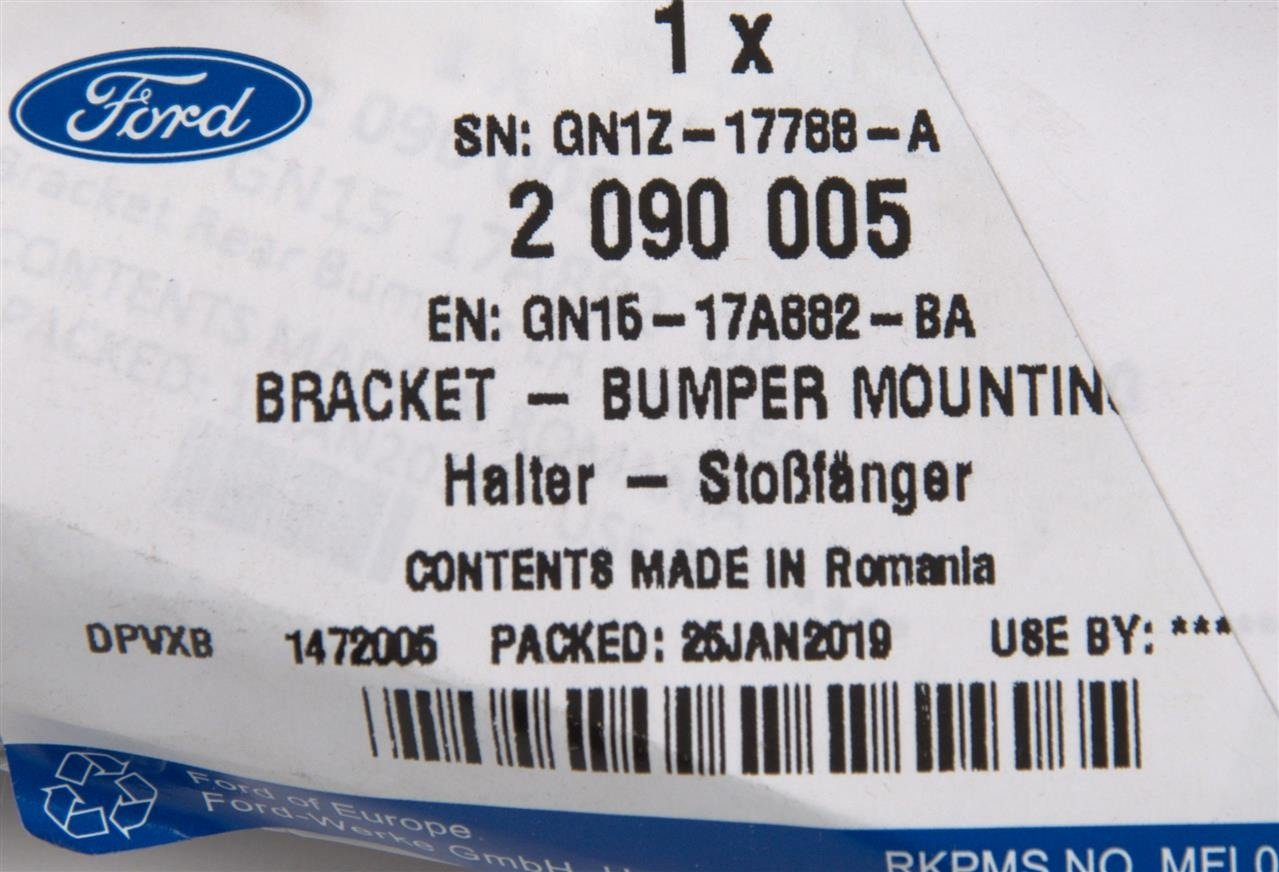 Ford
1 x
SN: GN1Z-17788-A
2 090 005
EN: GN15-17A882-BA
BRACKET - BUMPER MOUNTIN
Halter - Stoßfänger
CONTENTS MADE IN Romania
DPVXB 1472005 PACKED: 25JAN2019 USE BY: ***
Ford of Europe.
Ford-Werke GmbH,
RKPMS NO.